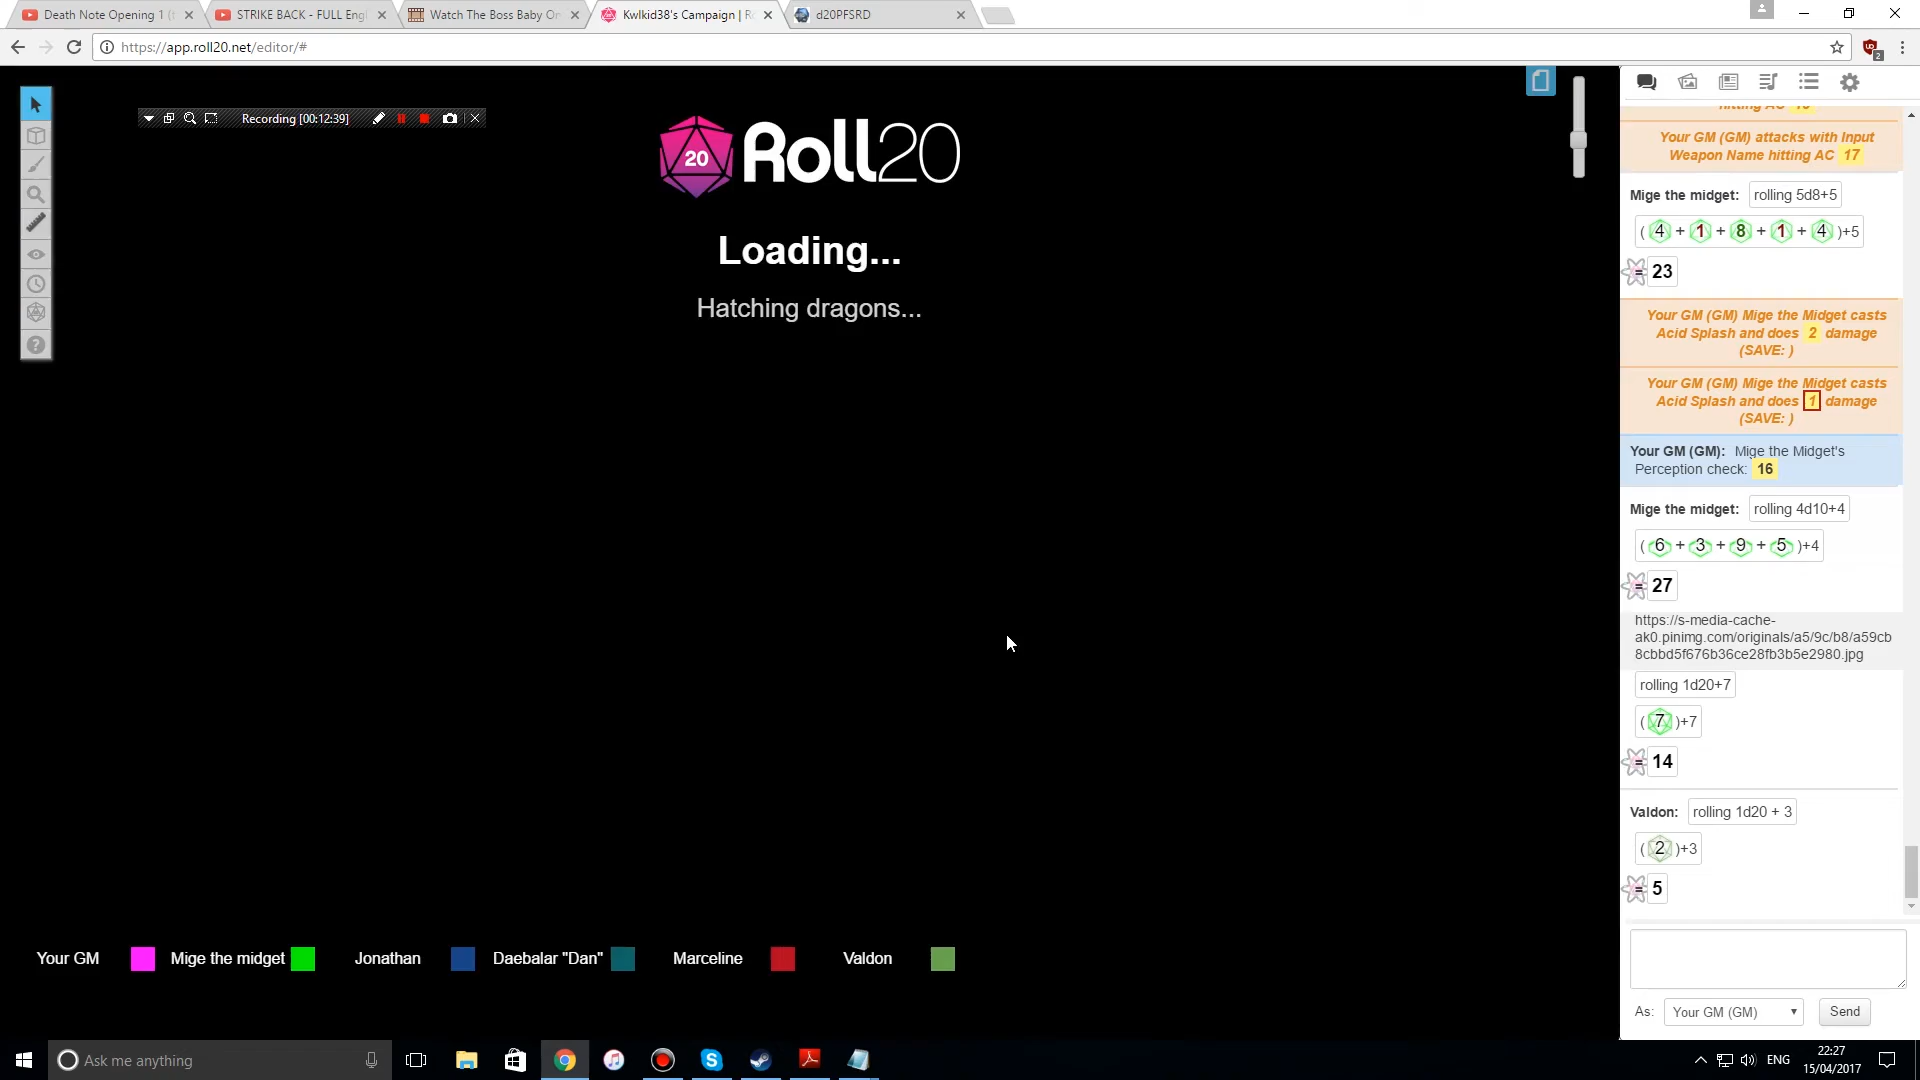 Death Note Opening 1 (t
STRIKE BACK - FULL Engl
Watch The Boss Baby On
Kwlkid38's Campaign | Ro
d20PFSRD
https://app.roll20.net/editor/#
2
Recording [00:12:39]
20 Roll20
Loading...
Hatching dragons...
Your GM (GM) attacks with Input
Weapon Name hitting AC 17
Mige the midget: rolling 5d8+5
(4+1+8+1+4)+5
= 23
Your GM (GM) Mige the Midget casts
Acid Splash and does 2 damage
(SAVE: )
Your GM (GM) Mige the Midget casts
Acid Splash and does 1 damage
(SAVE: )
Your GM (GM): Mige the Midget's
Perception check: 16
Mige the midget: rolling 4d10+4
(6+3+9+5)+4
= 27
https://s-media-cache-
ak0.pinimg.com/originals/a5/9c/b8/a59cb
8cbbd5f676b36ce28fb3b5e2980.jpg
rolling 1d20+7
(7)+7
= 14
Valdon: rolling 1d20 + 3
(2)+3
= 5
Your GM Mige the midget Jonathan Daebalar "Dan" Marceline Valdon
As: Your GM (GM) Send
Ask me anything
ENG
22:27
15/04/2017